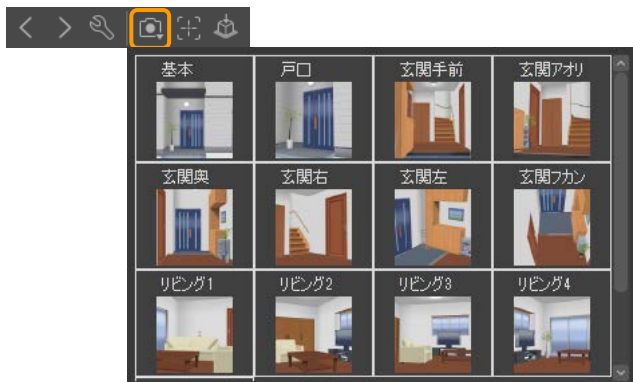 基本 戸口 玄関手前 玄関アオリ
玄関奥 玄関右 玄関左 玄関フカン
リビング1 リビング2 リビング3 リビング4